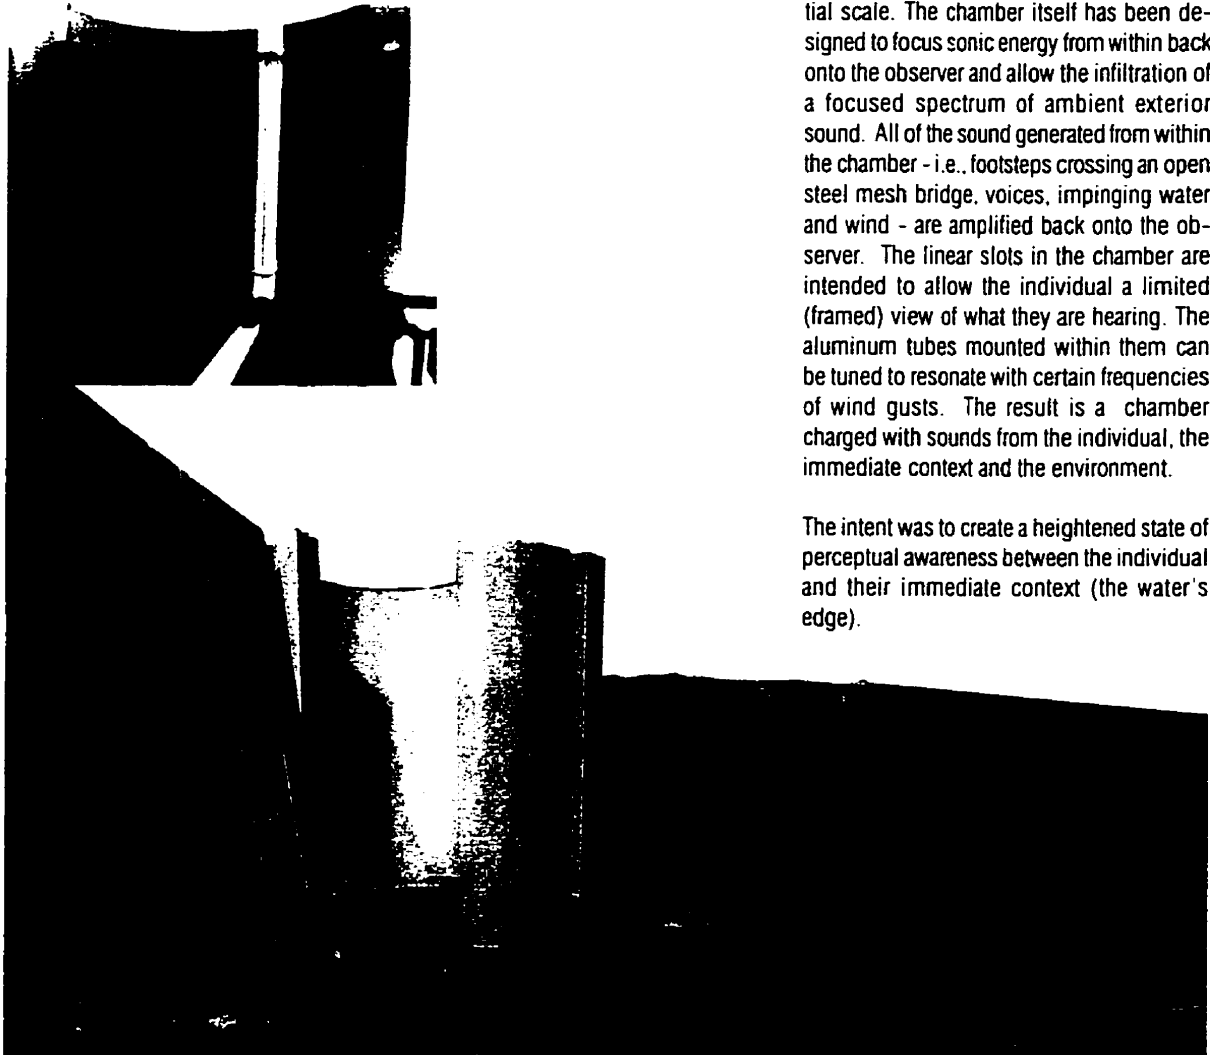 tial scale. The chamber itself has been de-
signed to focus sonic energy from within back
onto the observer and allow the infiltration of
a focused spectrum of ambient exterior
sound. All of the sound generated from within
the chamber - i.e., footsteps crossing an open
steel mesh bridge, voices, impinging water
and wind - are amplified back onto the ob-
server. The linear slots in the chamber are
intended to allow the individual a limited
(framed) view of what they are hearing. The
aluminum tubes mounted within them can
be tuned to resonate with certain frequencies
of wind gusts. The result is a chamber
charged with sounds from the individual, the
immediate context and the environment.
The intent was to create a heightened state of
perceptual awareness between the individual
and their immediate context (the water's
edge).